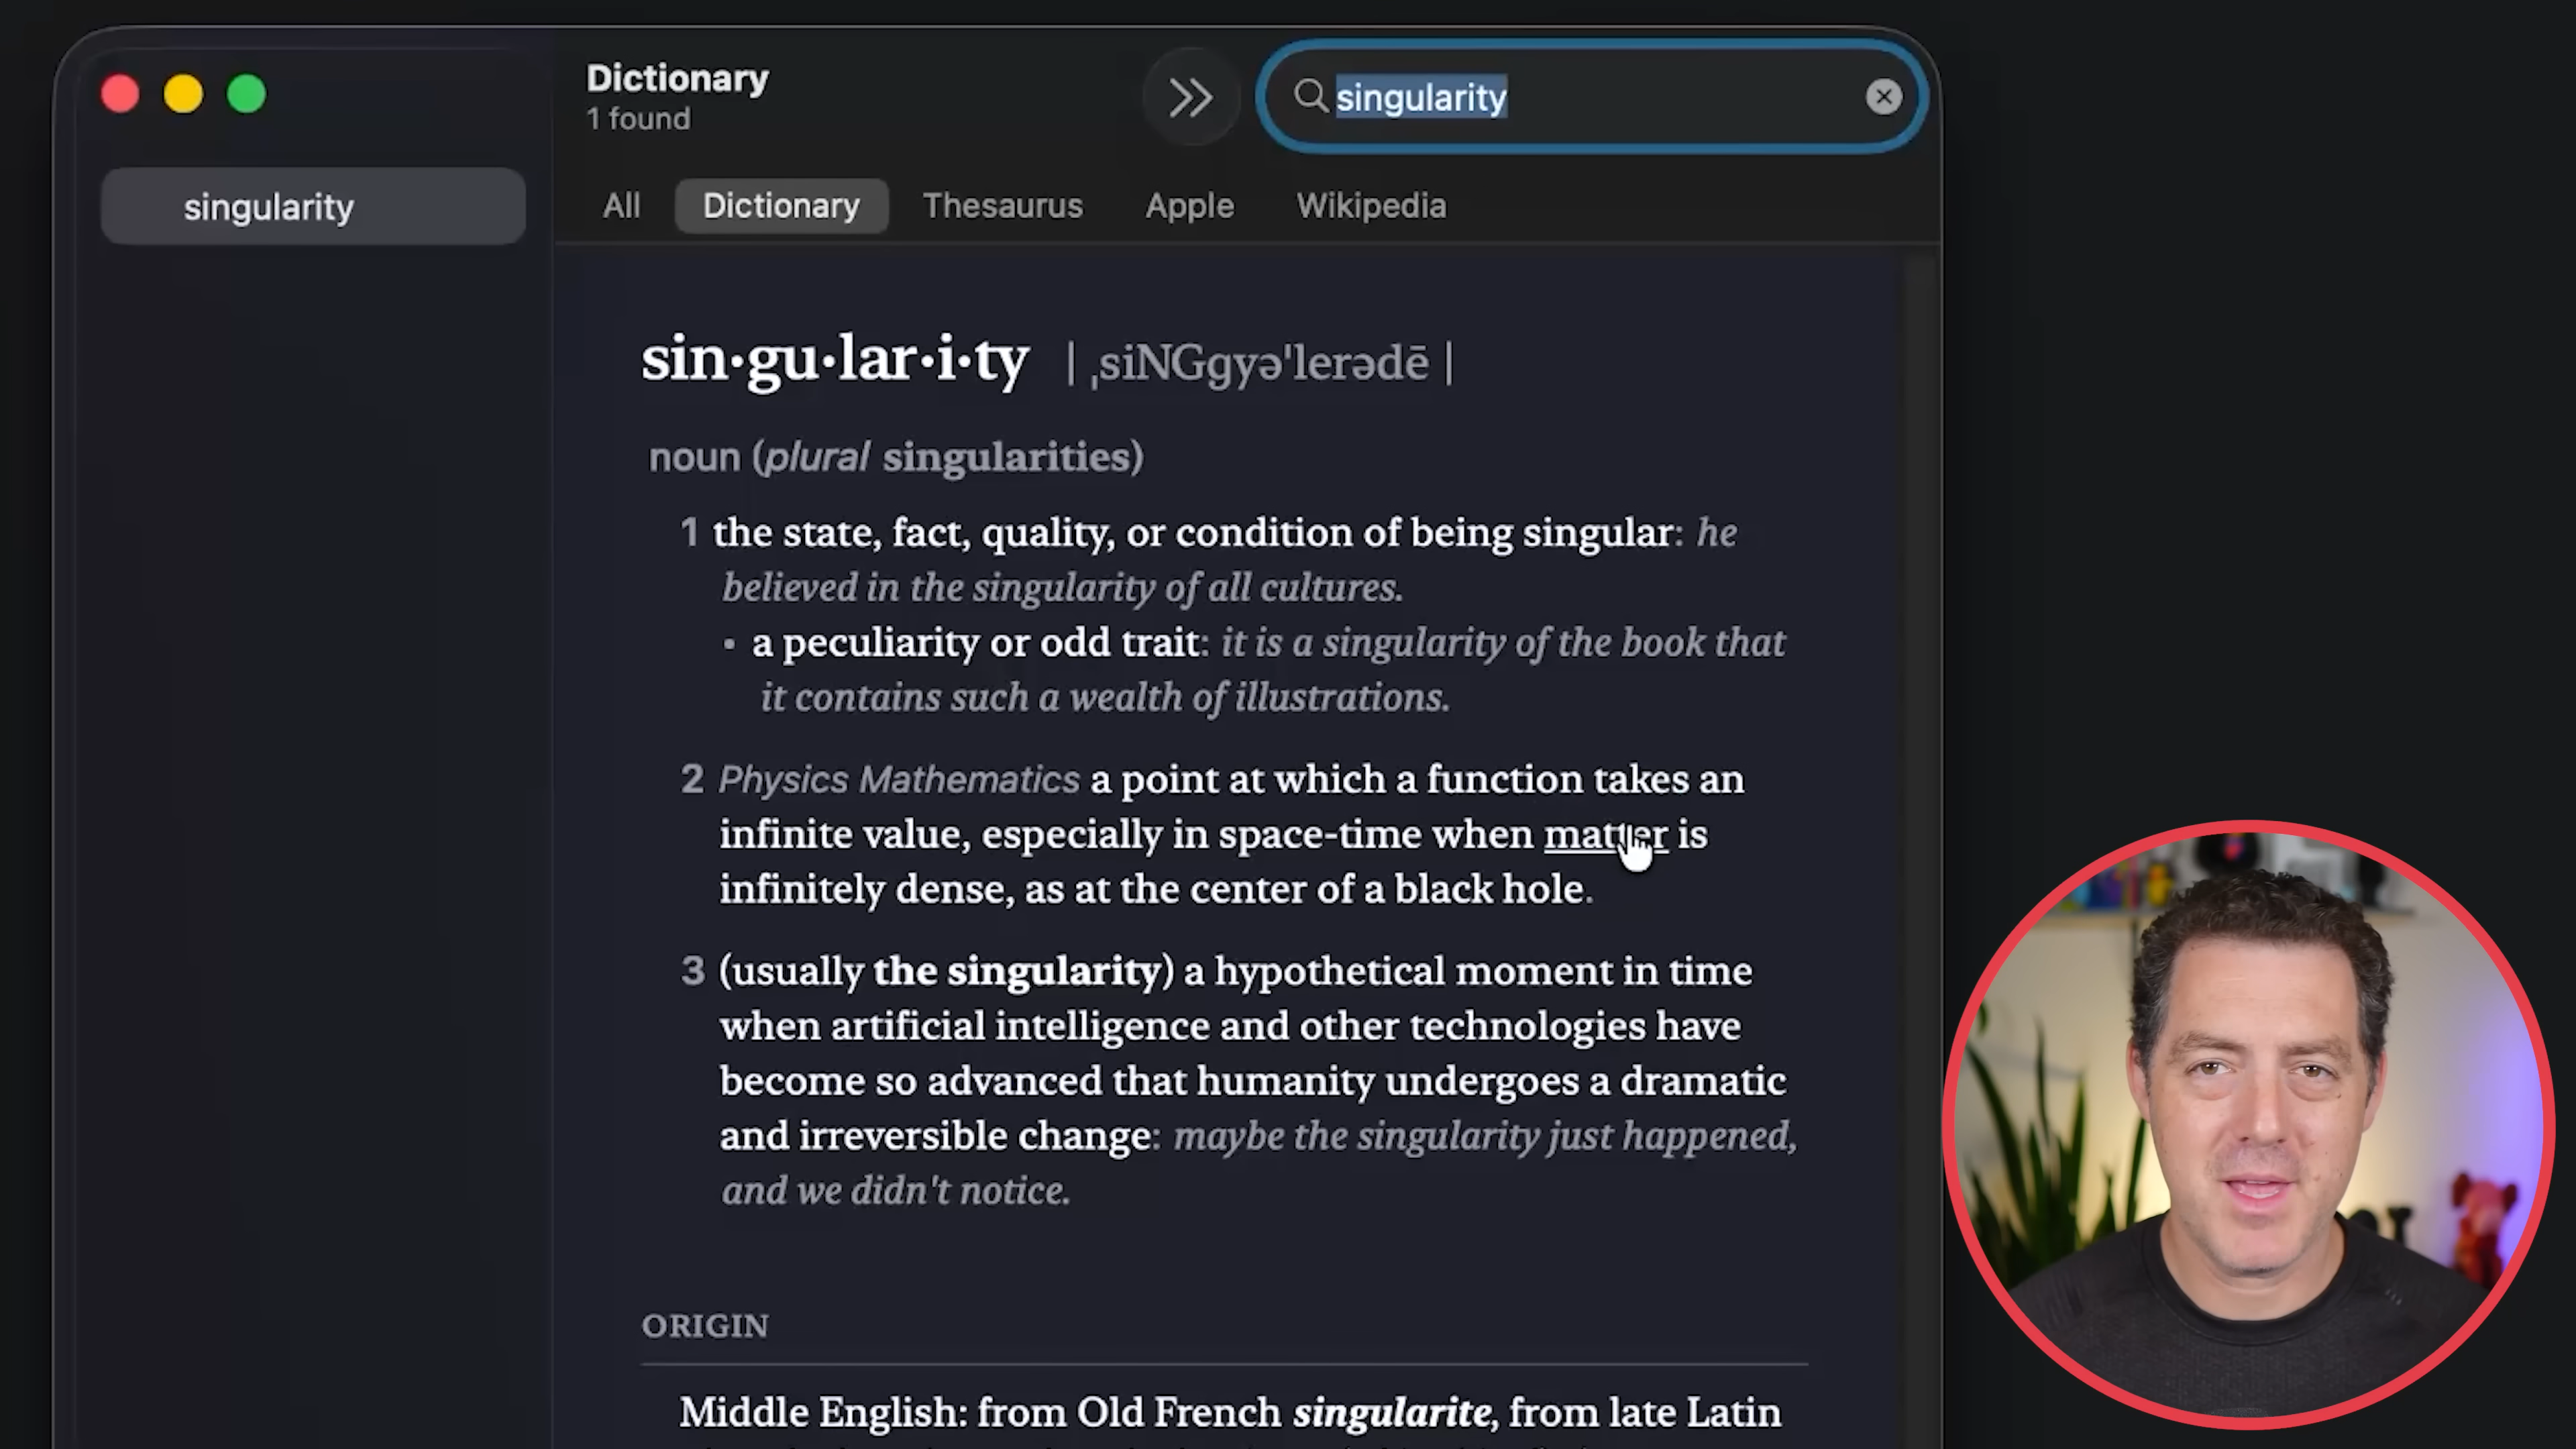 Dictionary
1 found
singularity
All Dictionary Thesaurus Apple Wikipedia
singularity
sin·gu·lar·i·ty | ˌsiNGgyəˈlerədē |
noun (plural singularities)
1 the state, fact, quality, or condition of being singular: he
believed in the singularity of all cultures.
• a peculiarity or odd trait: it is a singularity of the book that
it contains such a wealth of illustrations.
2 Physics Mathematics a point at which a function takes an
infinite value, especially in space-time when matter is
infinitely dense, as at the center of a black hole.
3 (usually the singularity) a hypothetical moment in time
when artificial intelligence and other technologies have
become so advanced that humanity undergoes a dramatic
and irreversible change: maybe the singularity just happened,
and we didn't notice.
ORIGIN
Middle English: from Old French singularite, from late Latin